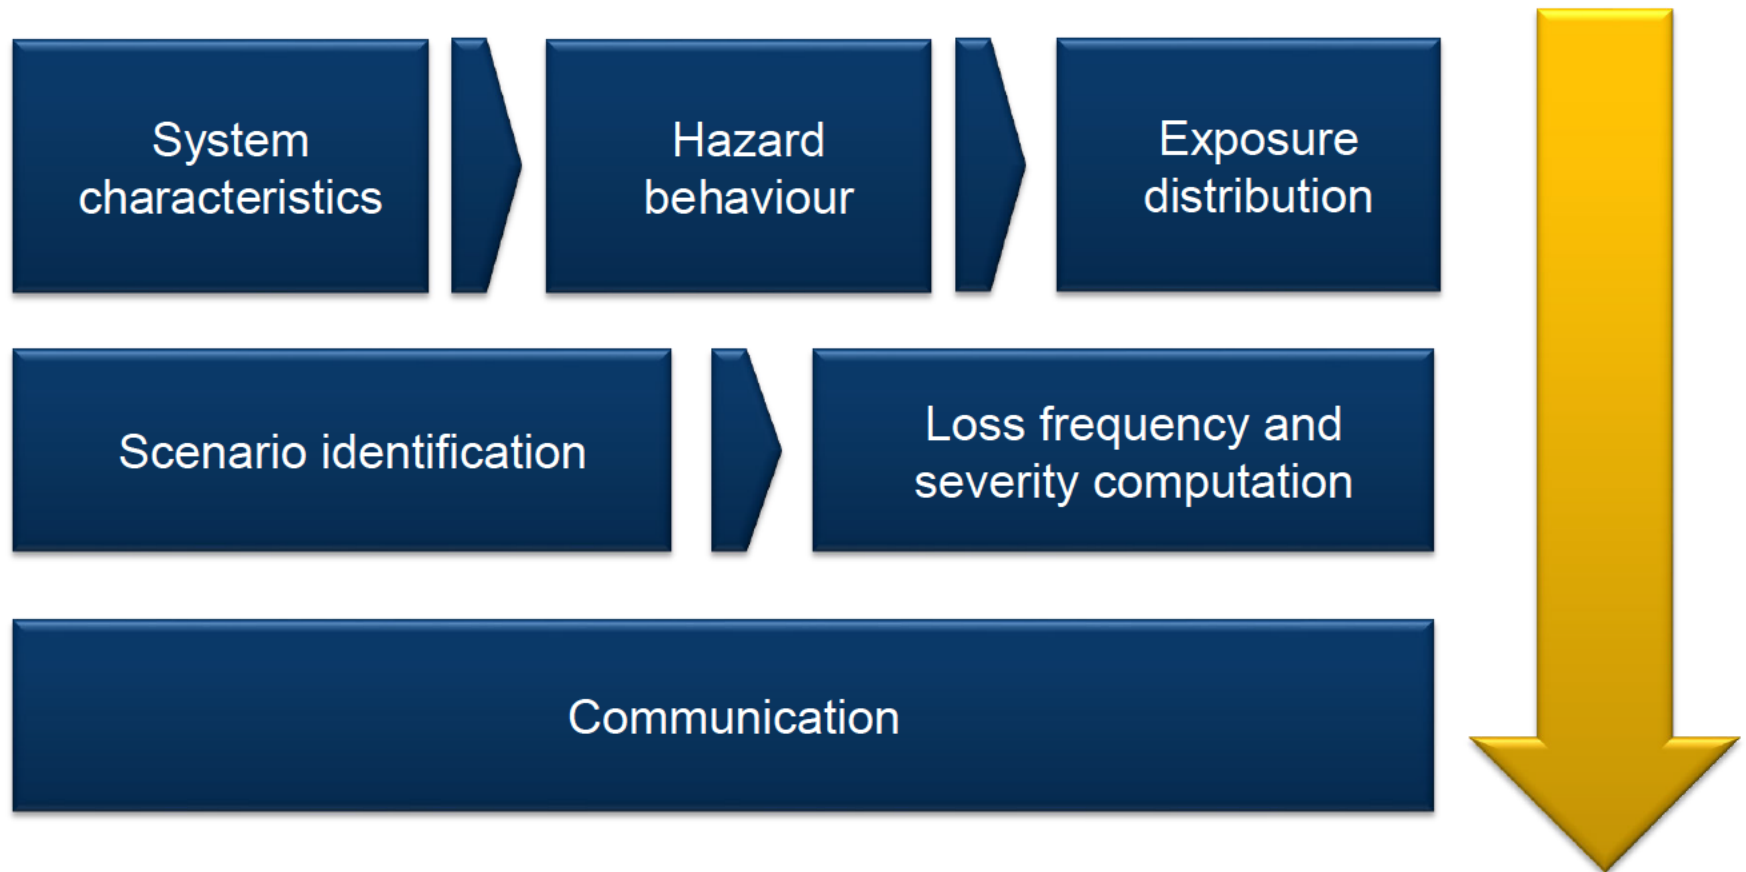 System
characteristics
Hazard
behaviour
Exposure
distribution
Scenario identification
Loss frequency and
severity computation
Communication